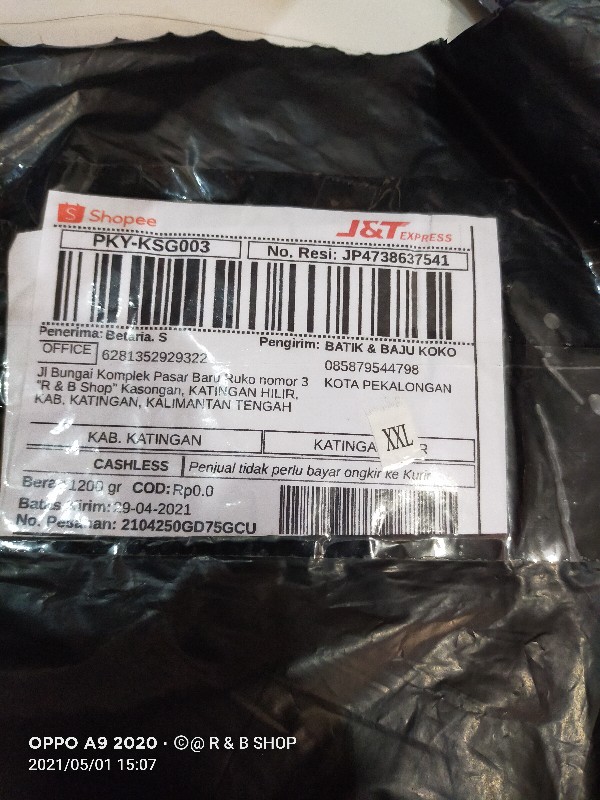 Shopee
J&T EXPRESS
PKY-KSG003
No. Resi: JP4738637541
Penerima: Betaria. S
Pengirim: BATIK & BAJU KOKO
OFFICE 6281352929322
085879544798
KOTA PEKALONGAN
Jl Bungai Komplek Pasar Baru Ruko nomor 3
"R & B Shop" Kasongan, KATINGAN HILIR,
KAB. KATINGAN, KALIMANTAN TENGAH
XXL
KAB. KATINGAN
CASHLESS Penjual tidak perlu bayar ongkir ke Kurir
1200 gr COD: Rp0.0
Batas Kirim: 29-04-2021
No. Pesanan: 2104250GD75GCU
OPPO A9 2020 · ©@ R & B SHOP
2021/05/01 15:07